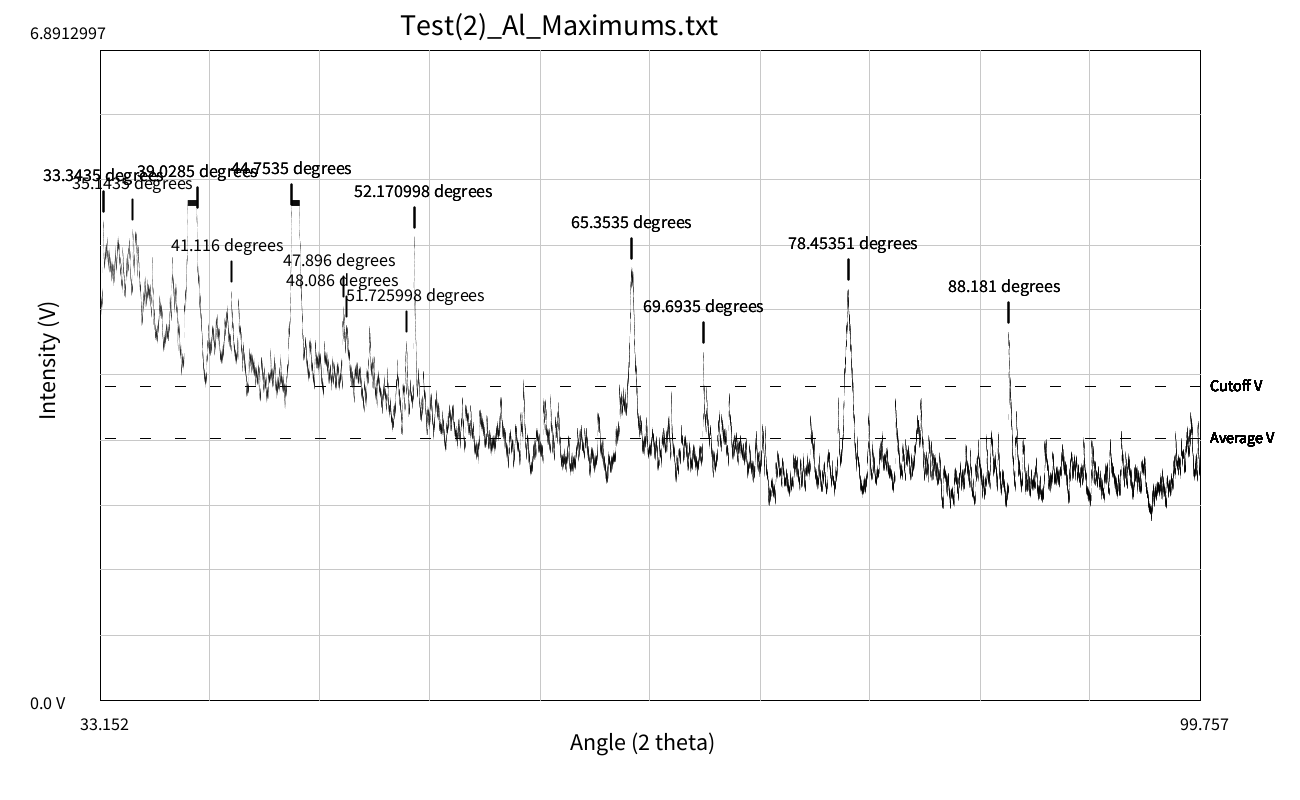 Test(2)_Al_Maximums.txt
6.8912997
44.7535 degrees
39.0285 degrees
33.3435 degrees
35.1435 degrees
52.170998 degrees
65.3535 degrees
41.116 degrees
78.45351 degrees
47.896 degrees
48.086 degrees
88.181 degrees
51.725998 degrees
69.6935 degrees
Intensity (V)
Cutoff V
Average V
0.0 V
33.152
99.757
Angle (2 theta)